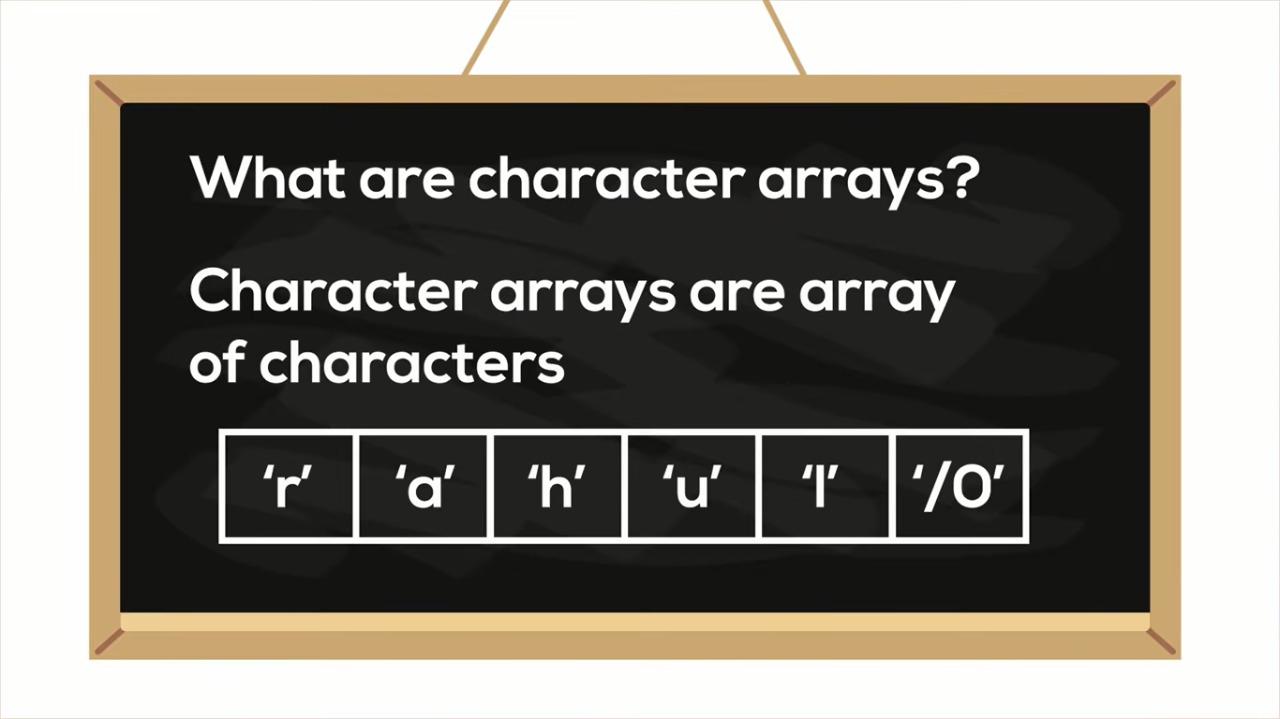 What are character arrays?
Character arrays are array
of characters
‘r’ ‘a’ ‘h’ ‘u’ ‘l’ ‘/0’